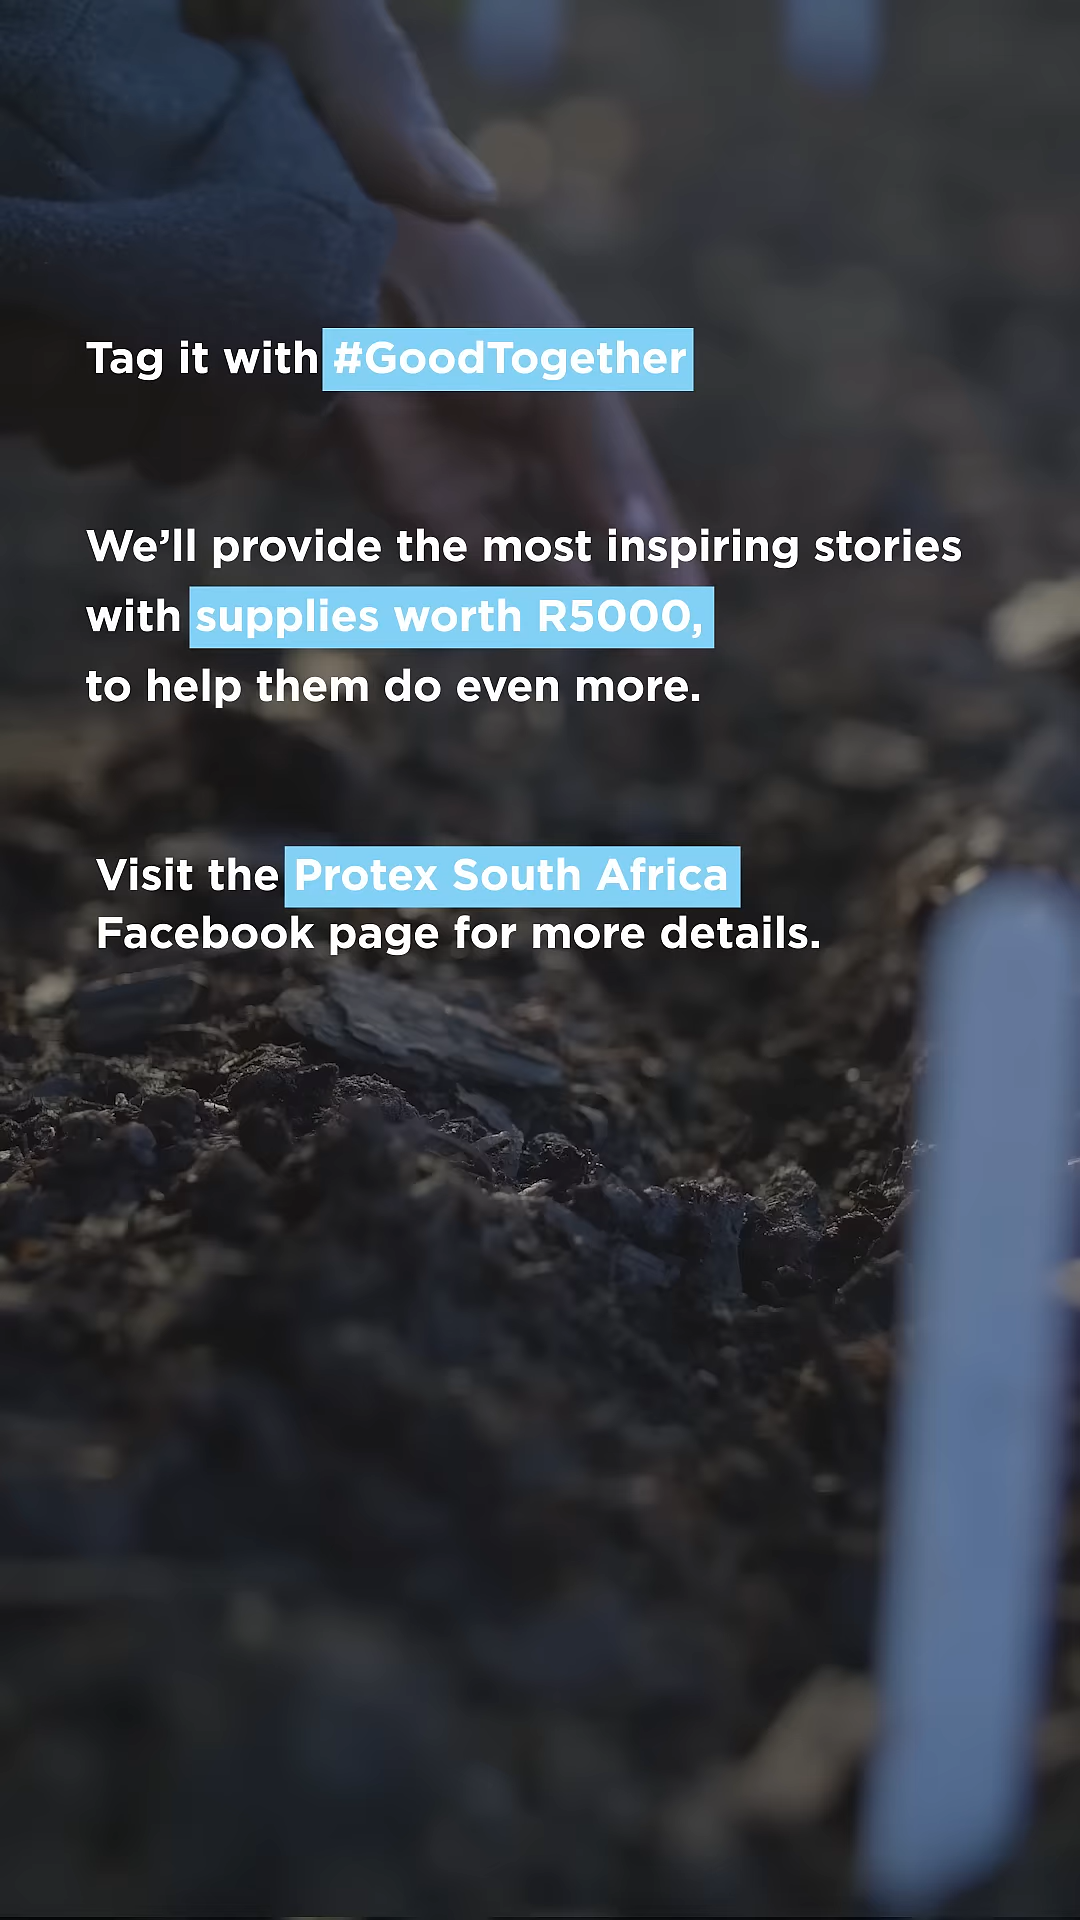 Tag it with #GoodTogether
We’ll provide the most inspiring stories
with supplies worth R5000,
to help them do even more.
Visit the Protex South Africa
Facebook page for more details.